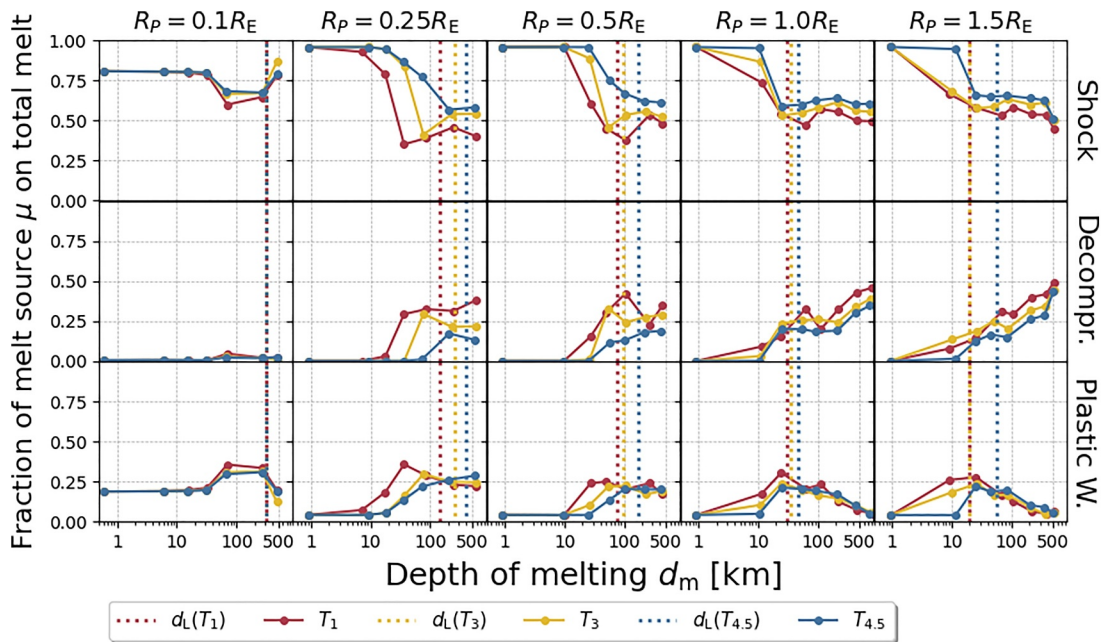 R_P = 0.1R_E R_P = 0.25R_E R_P = 0.5R_E R_P = 1.0R_E R_P = 1.5R_E
Fraction of melt source μ on total melt
1.00
0.75
0.50
0.25
0.00
Shock
0.75
0.50
0.25
0.00
Decompr.
0.75
0.50
0.25
0.00
Plastic W.
1 10 100 500 1 10 100 500 1 10 100 500 1 10 100 500 1 10 100 500
Depth of melting d_m [km]
d_L(T_1) T_1 d_L(T_3) T_3 d_L(T_4.5) T_4.5